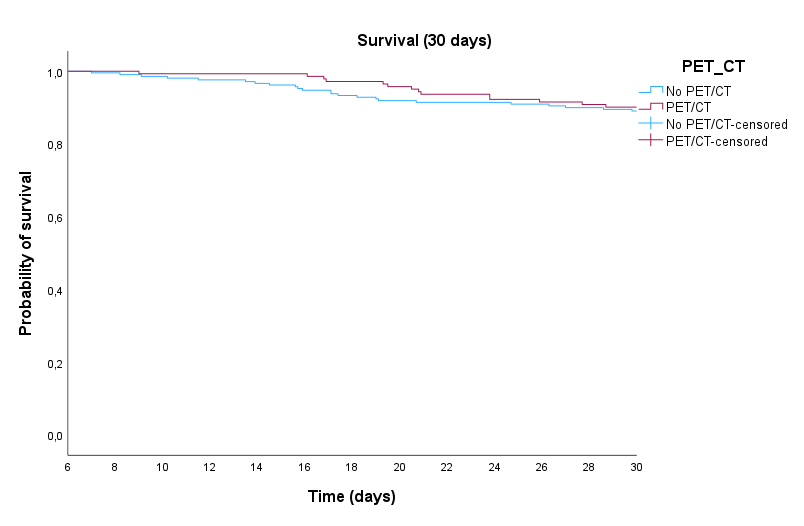 Survival (30 days)
PET_CT
No PET/CT
PET/CT
No PET/CT-censored
PET/CT-censored
Probability of survival
1,0
0,8
0,6
0,4
0,2
0,0
6 8 10 12 14 16 18 20 22 24 26 28 30
Time (days)